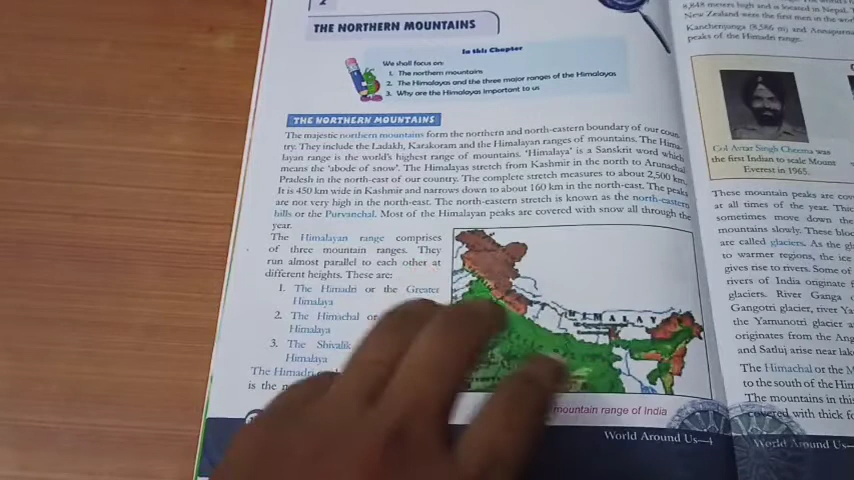 2
THE NORTHERN MOUNTAINS
In this Chapter
We shall focus on:
1. The northern mountains
2. The Himalayas and the three major ranges of the Himalayas
3. Why are the Himalayas important to us
THE NORTHERN MOUNTAINS
The majestic northern mountains form the northern and north-eastern boundary of our coun-
try. They include the Ladakh, Karakoram and the Himalayan ranges of mountains. The Hima-
layan range is the world's highest range of mountains. 'Himalaya' is a Sanskrit word which
means the 'abode of snow'. The Himalayas stretch from Kashmir in the north to Arunachal
Pradesh in the north-east of our country. The complete stretch measures to about 2,500 km.
It is 450 km wide in Kashmir and narrows down to about 160 km in the north-east. The peaks
are not very high in the north-east. The north-eastern stretch is known as the north-eastern
hills or the Purvanchal. Most of the Himalayan peaks are covered with snow all through the
year.
The Himalayan range comprises
of three mountain ranges. They
run almost parallel to each other at
different heights. These are:
1. The Himadri or the Greater
Himalaya
2. The Himachal or
Himalaya
3. The Shivalik
Himalaya
The Himadri
is the
HIMALAY
mountain range of India
World Around Us—4
8,848 meters high and is located in Nepal.
New Zealand were the first men in the
Kanchenjunga (8,586 m) and Annapurna
peaks of the Himadri range.
Col Avtar Singh Cheema was
the first Indian to scale Mount
Everest in 1965.
These mountain peaks are
at all times of the year.
sometimes move down the
mountains slowly. These
are called glaciers. As the
to warmer regions, the ice
gives rise to rivers. Some of
rivers of India originate
glaciers. River Ganga
Gangotri glacier, river
the Yamunotri glacier
originates from the
and Satluj arise near
The Himachal or the
to the south of the
The mountains in this
covered with thick
World Around Us—